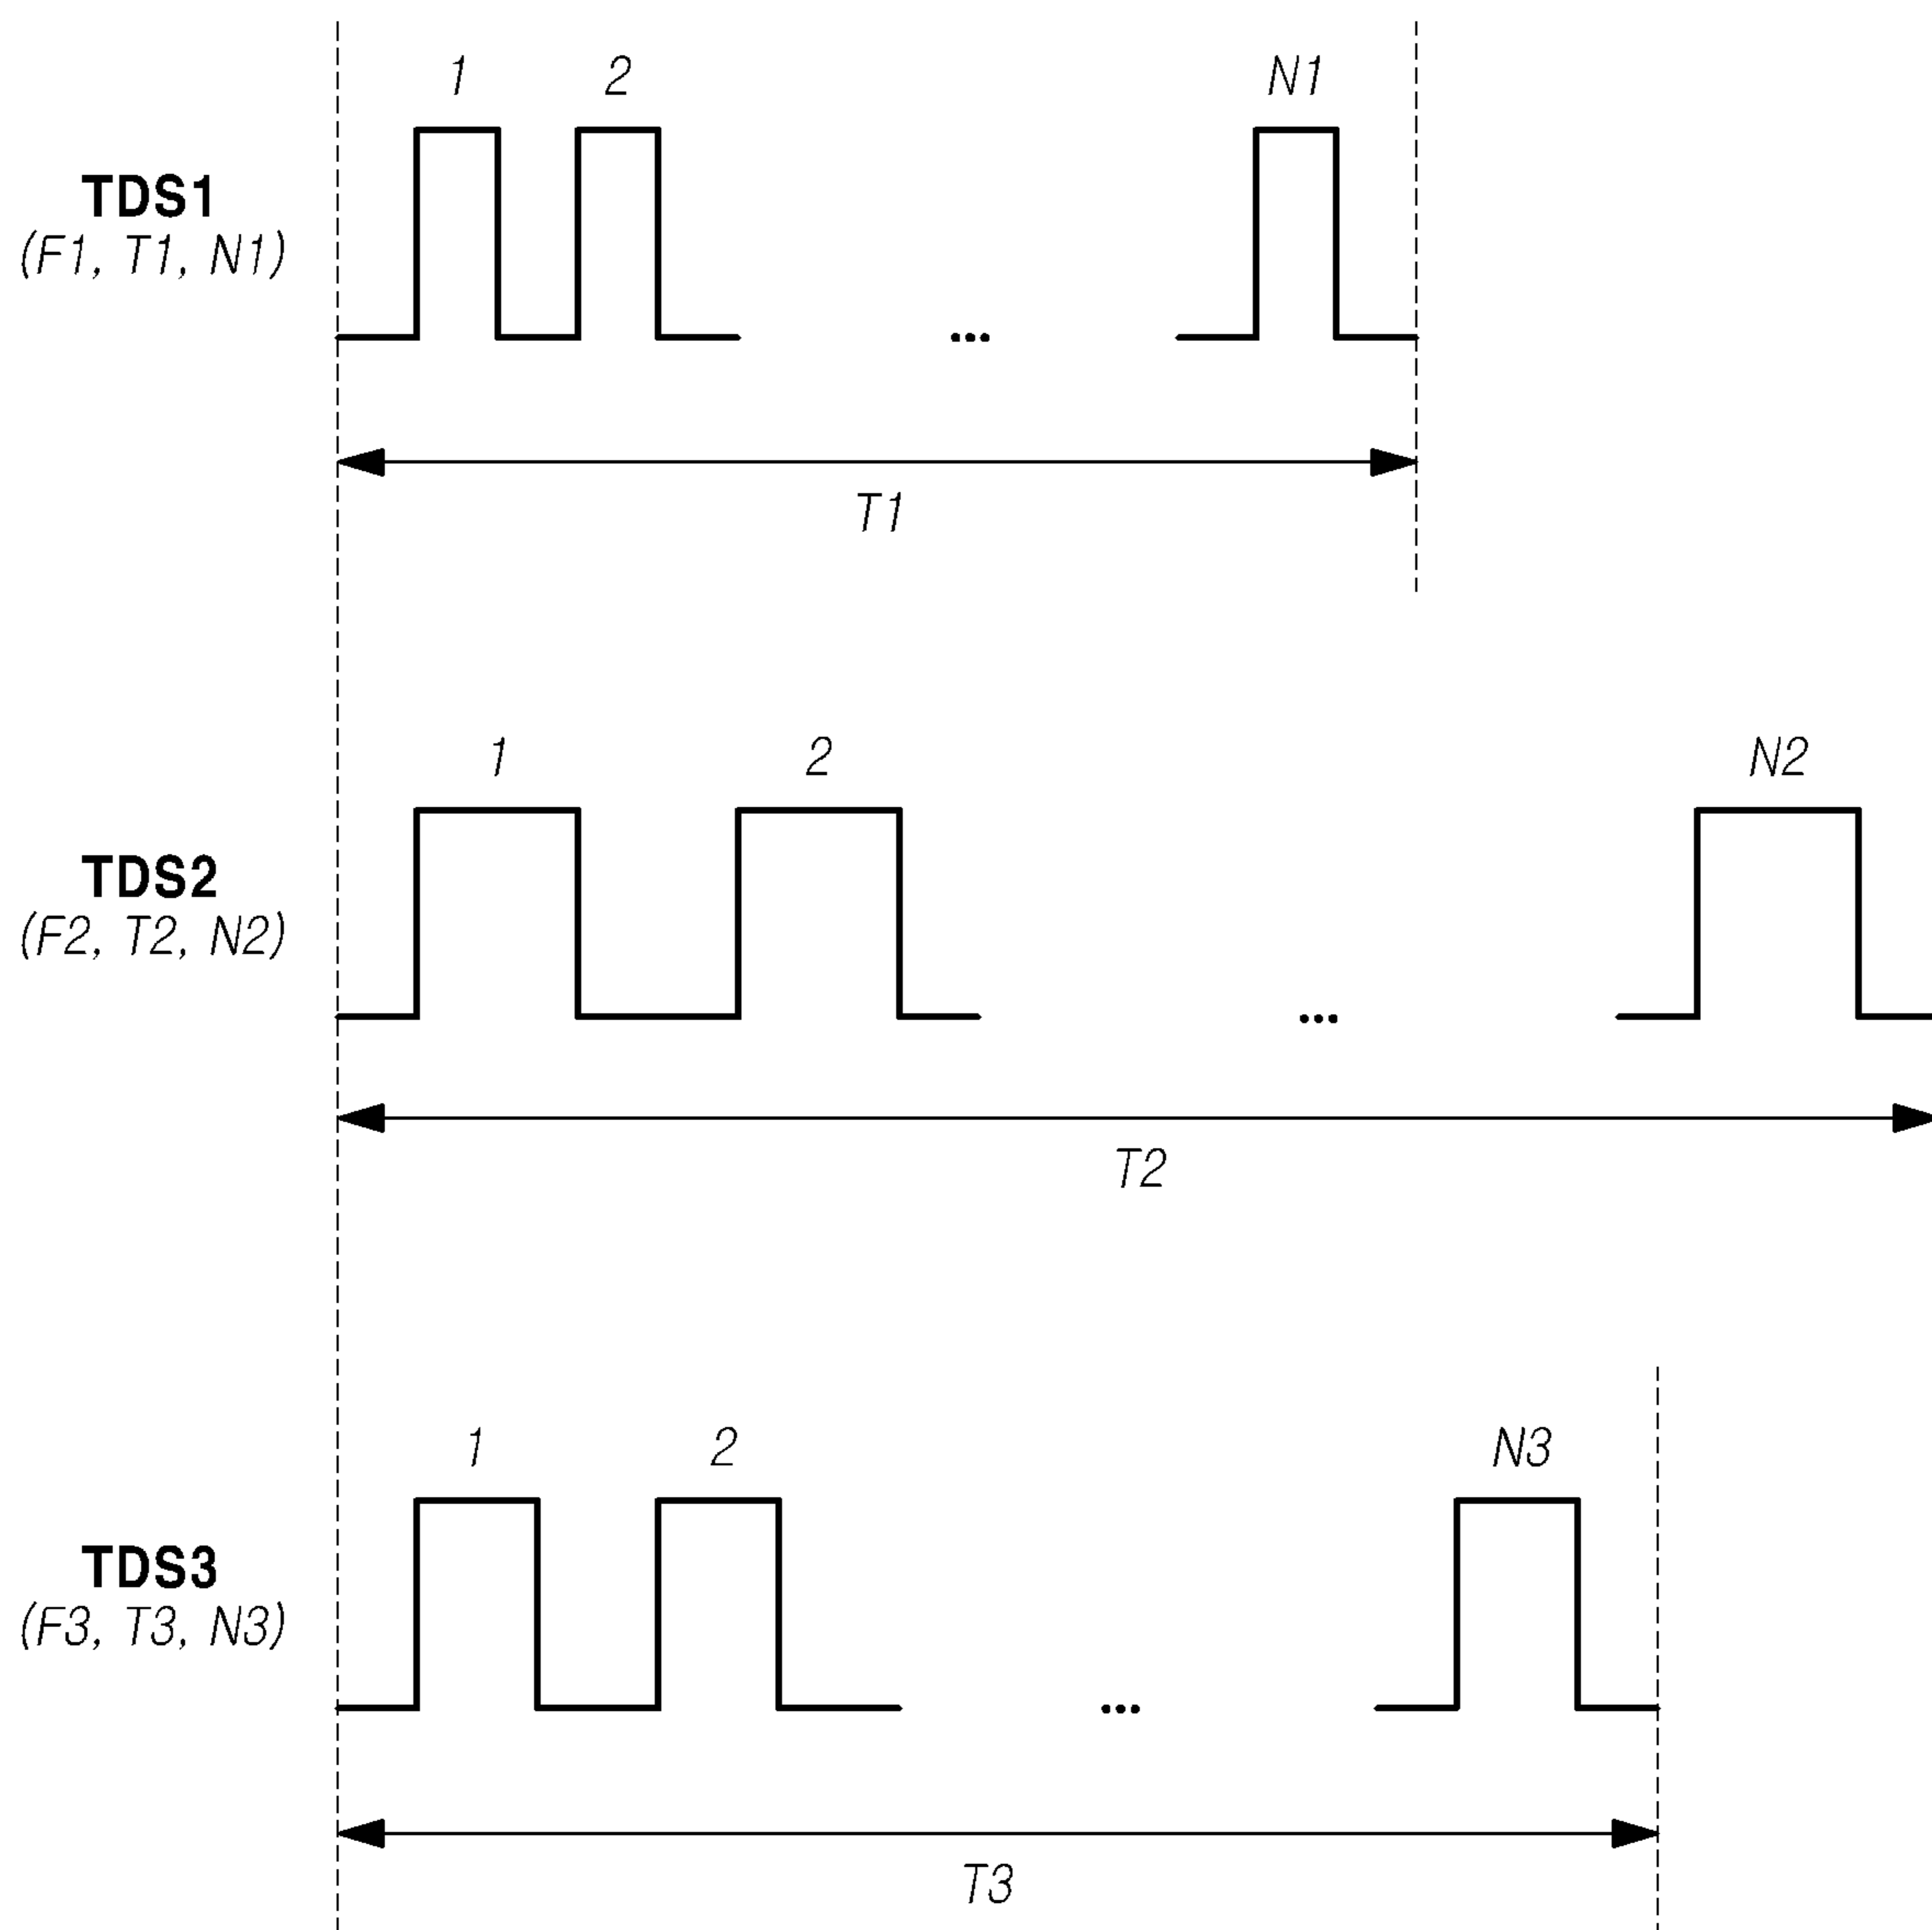 1 2 N1
TDS1
(F1, T1, N1)
...
T1
1 2 N2
TDS2
(F2, T2, N2)
...
T2
1 2 N3
TDS3
(F3, T3, N3)
...
T3